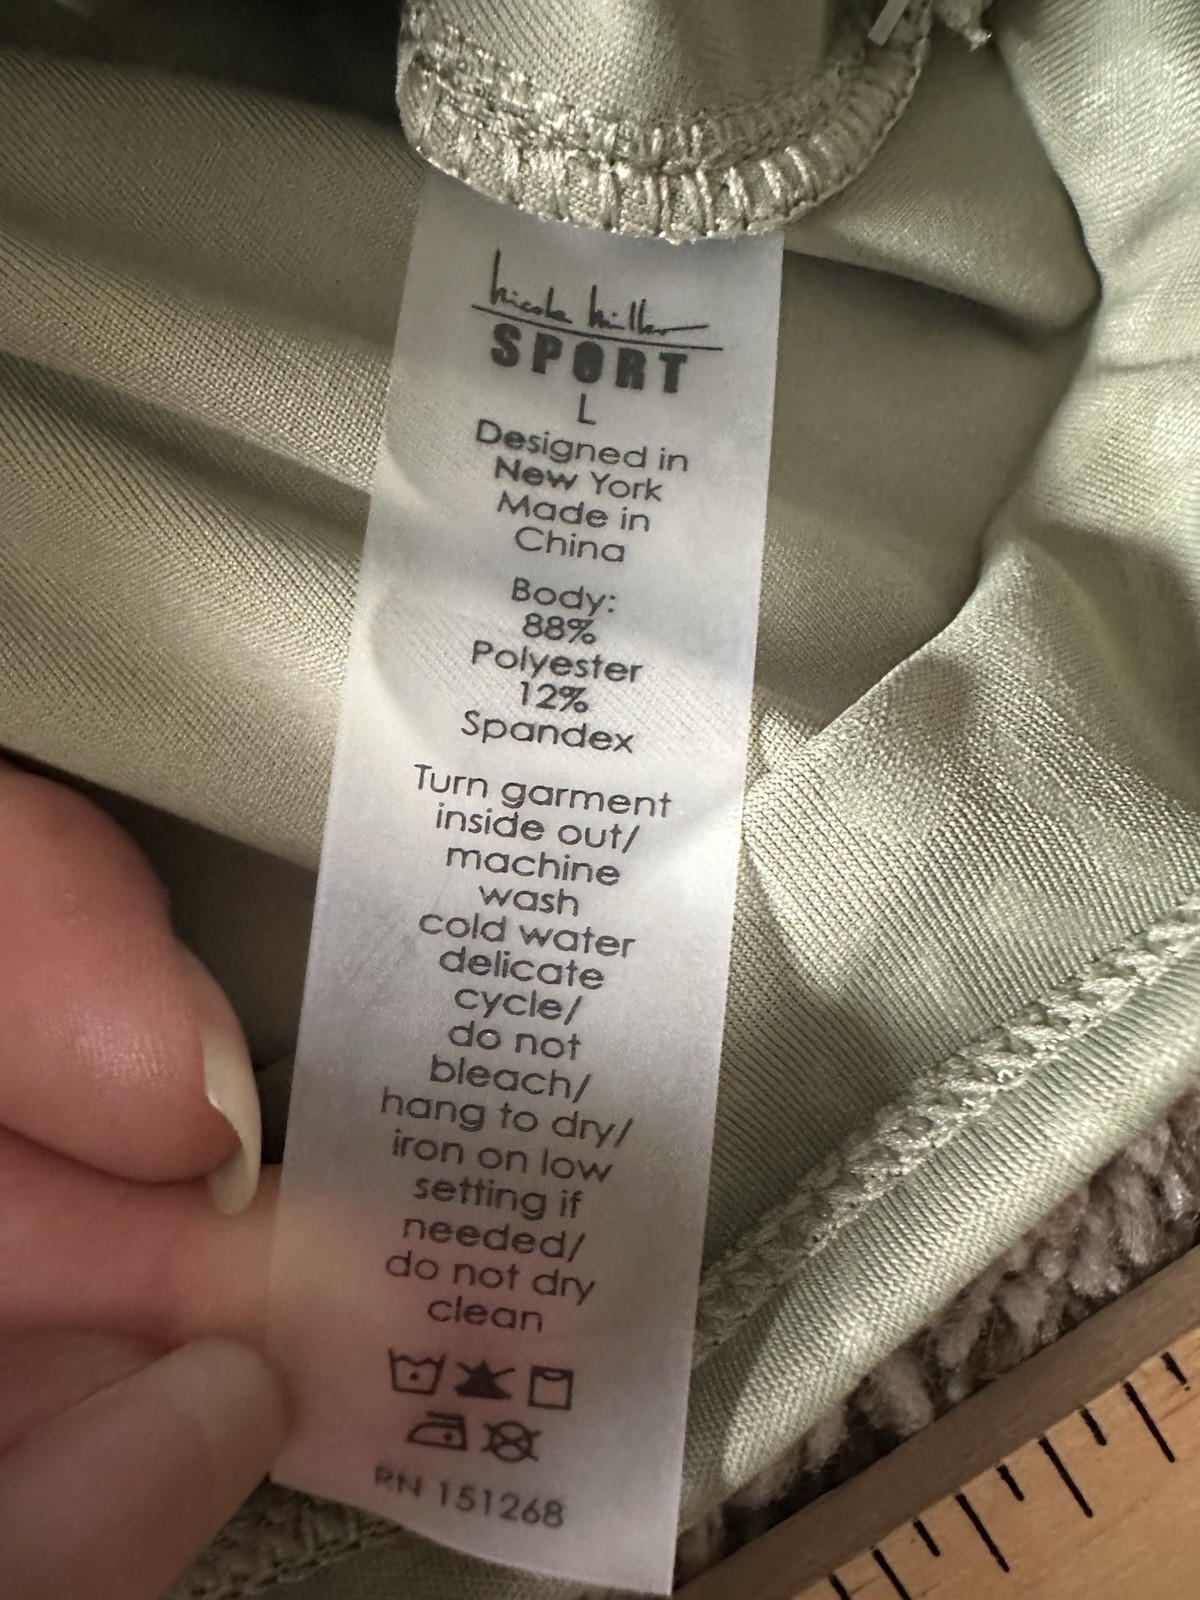 nicole miller
SPORT
L
Designed in
New York
Made in
China
Body:
88%
Polyester
12%
Spandex
Turn garment
inside out/
machine
wash
cold water
delicate
cycle/
do not
bleach/
hang to dry/
iron on low
setting if
needed/
do not dry
clean
RN 151268